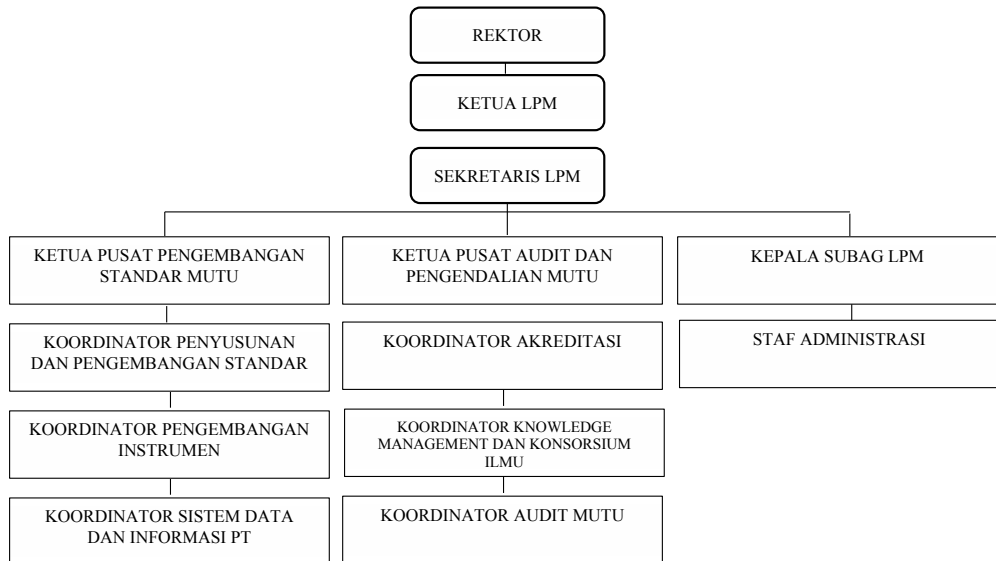 REKTOR
KETUA LPM
SEKRETARIS LPM
KETUA PUSAT PENGEMBANGAN
STANDAR MUTU
KETUA PUSAT AUDIT DAN
PENGENDALIAN MUTU
KEPALA SUBAG LPM
KOORDINATOR PENYUSUNAN
DAN PENGEMBANGAN STANDAR
KOORDINATOR AKREDITASI
STAF ADMINISTRASI
KOORDINATOR PENGEMBANGAN
INSTRUMEN
KOORDINATOR KNOWLEDGE
MANAGEMENT DAN KONSORSIUM
ILMU
KOORDINATOR SISTEM DATA
DAN INFORMASI PT
KOORDINATOR AUDIT MUTU